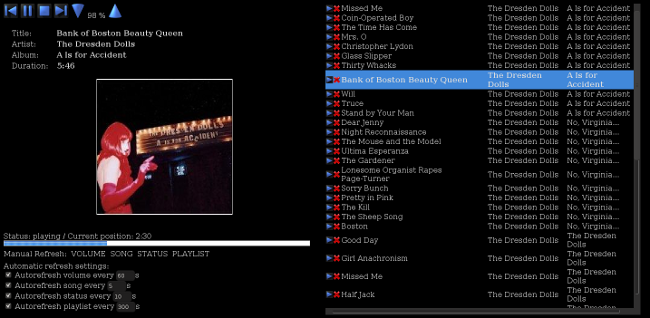 98 %
Title: Bank of Boston Beauty Queen
Artist: The Dresden Dolls
Album: A Is for Accident
Duration: 5:46
THE DRESDEN DOLLS
A IS FOR ACCIDENT
Status: playing / Current position: 2:30
Manual Refresh: VOLUME SONG STATUS PLAYLIST
Automatic refresh settings:
Autorefresh volume every 60 s
Autorefresh song every 5 s
Autorefresh status every 10 s
Autorefresh playlist every 300 s
Missed Me The Dresden Dolls A Is for Accident
Coin-Operated Boy The Dresden Dolls A Is for Accident
The Time Has Come The Dresden Dolls A Is for Accident
Mrs. O The Dresden Dolls A Is for Accident
Christopher Lydon The Dresden Dolls A Is for Accident
Glass Slipper The Dresden Dolls A Is for Accident
Thirty Whacks The Dresden Dolls A Is for Accident
Bank of Boston Beauty Queen The Dresden Dolls A Is for Accident
Will The Dresden Dolls A Is for Accident
Truce The Dresden Dolls A Is for Accident
Stand by Your Man The Dresden Dolls A Is for Accident
Dear Jenny The Dresden Dolls No, Virginia...
Night Reconnaissance The Dresden Dolls No, Virginia...
The Mouse and the Model The Dresden Dolls No, Virginia...
Ultima Esperanza The Dresden Dolls No, Virginia...
The Gardener The Dresden Dolls No, Virginia...
Lonesome Organist Rapes Page-Turner The Dresden Dolls No, Virginia...
Sorry Bunch The Dresden Dolls No, Virginia...
Pretty in Pink The Dresden Dolls No, Virginia...
The Kill The Dresden Dolls No, Virginia...
The Sheep Song The Dresden Dolls No, Virginia...
Boston The Dresden Dolls No, Virginia...
Good Day The Dresden Dolls The Dresden Dolls
Girl Anachronism The Dresden Dolls The Dresden Dolls
Missed Me The Dresden Dolls The Dresden Dolls
Half Jack The Dresden Dolls The Dresden Dolls
The Dresden